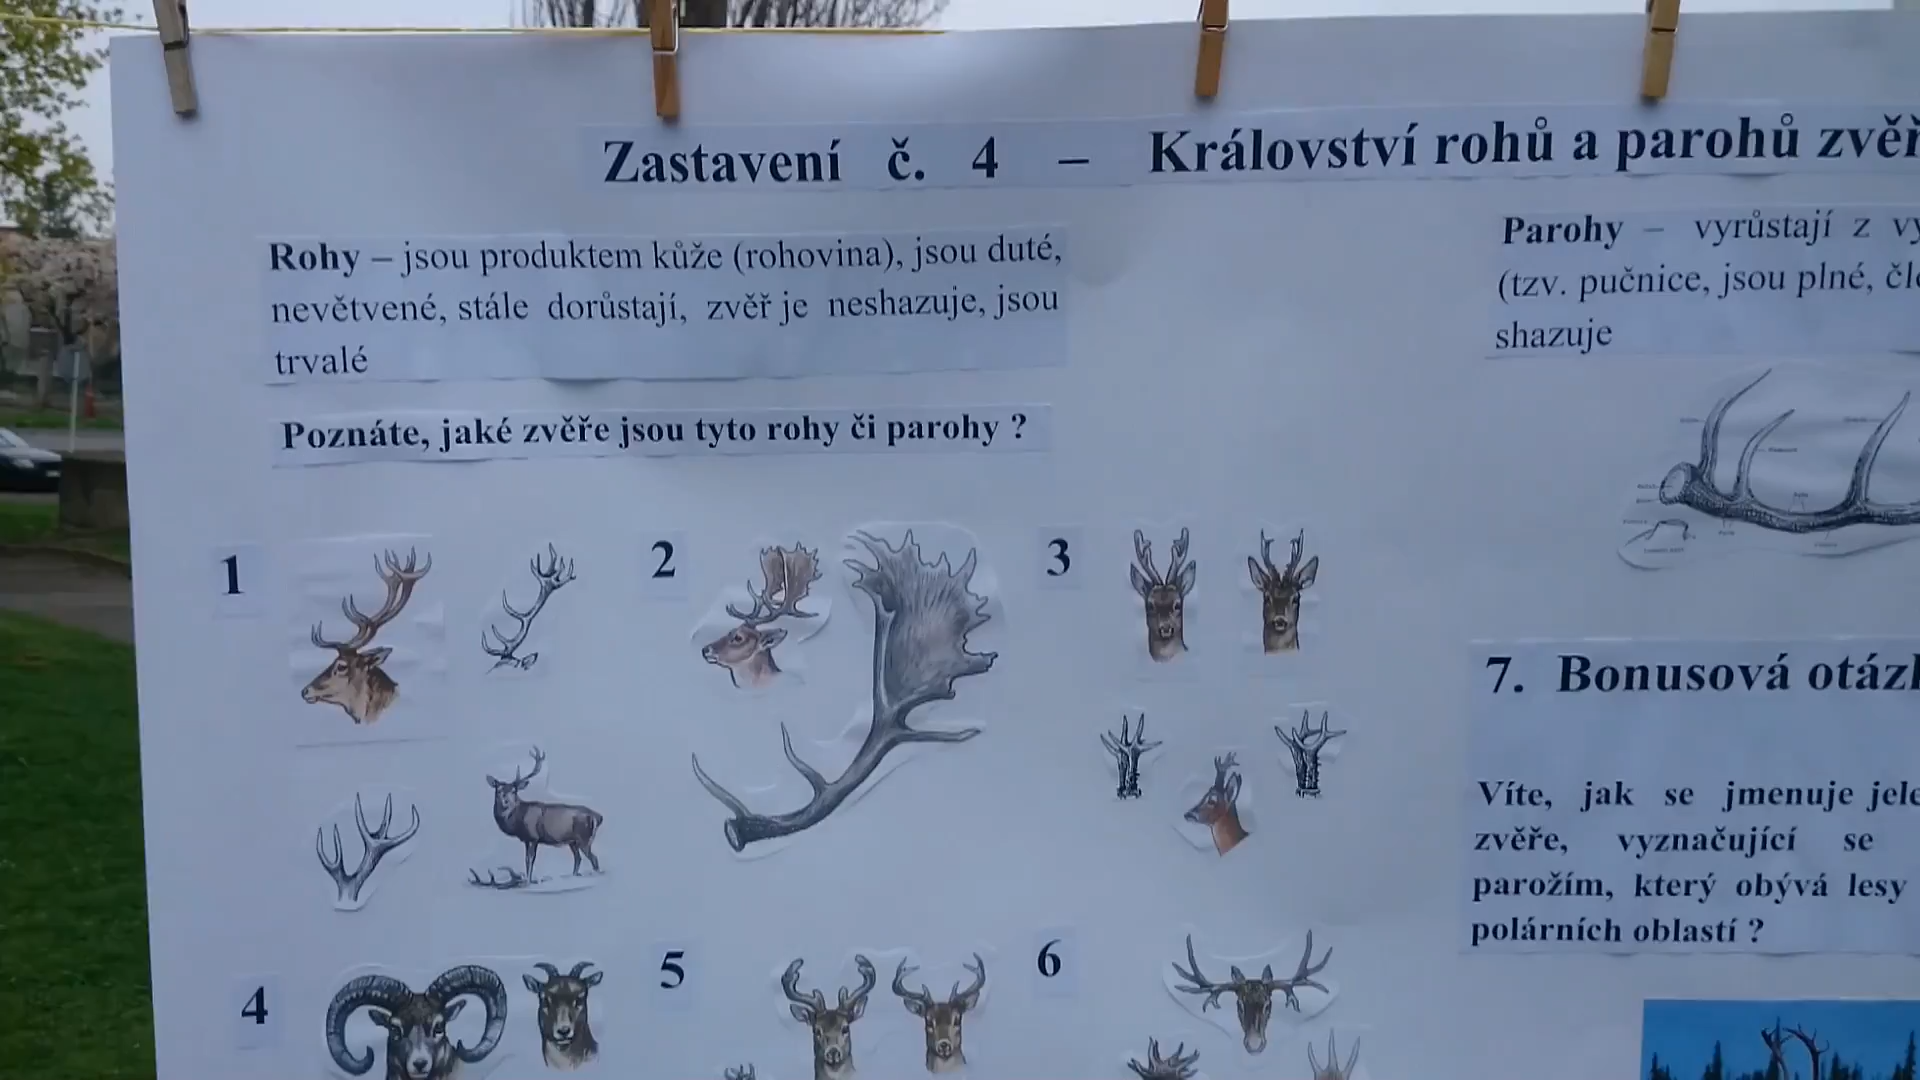 Zastavení č. 4 – Království rohů a parohů
Rohy – jsou produktem kůže (rohovina), jsou duté,
nevětvené, stále dorůstají, zvěř je neshazuje, jsou
trvalé
Parohy – vyrůstají z
(tzv. pučnice, jsou plné,
shazuje
Poznáte, jaké zvěře jsou tyto rohy či parohy ?
1
2
3
4
5
6
7. Bonusová
Víte, jak se jmenuje
zvěře, vyznačující se
parožím, který obývá lesy
polárních oblastí ?